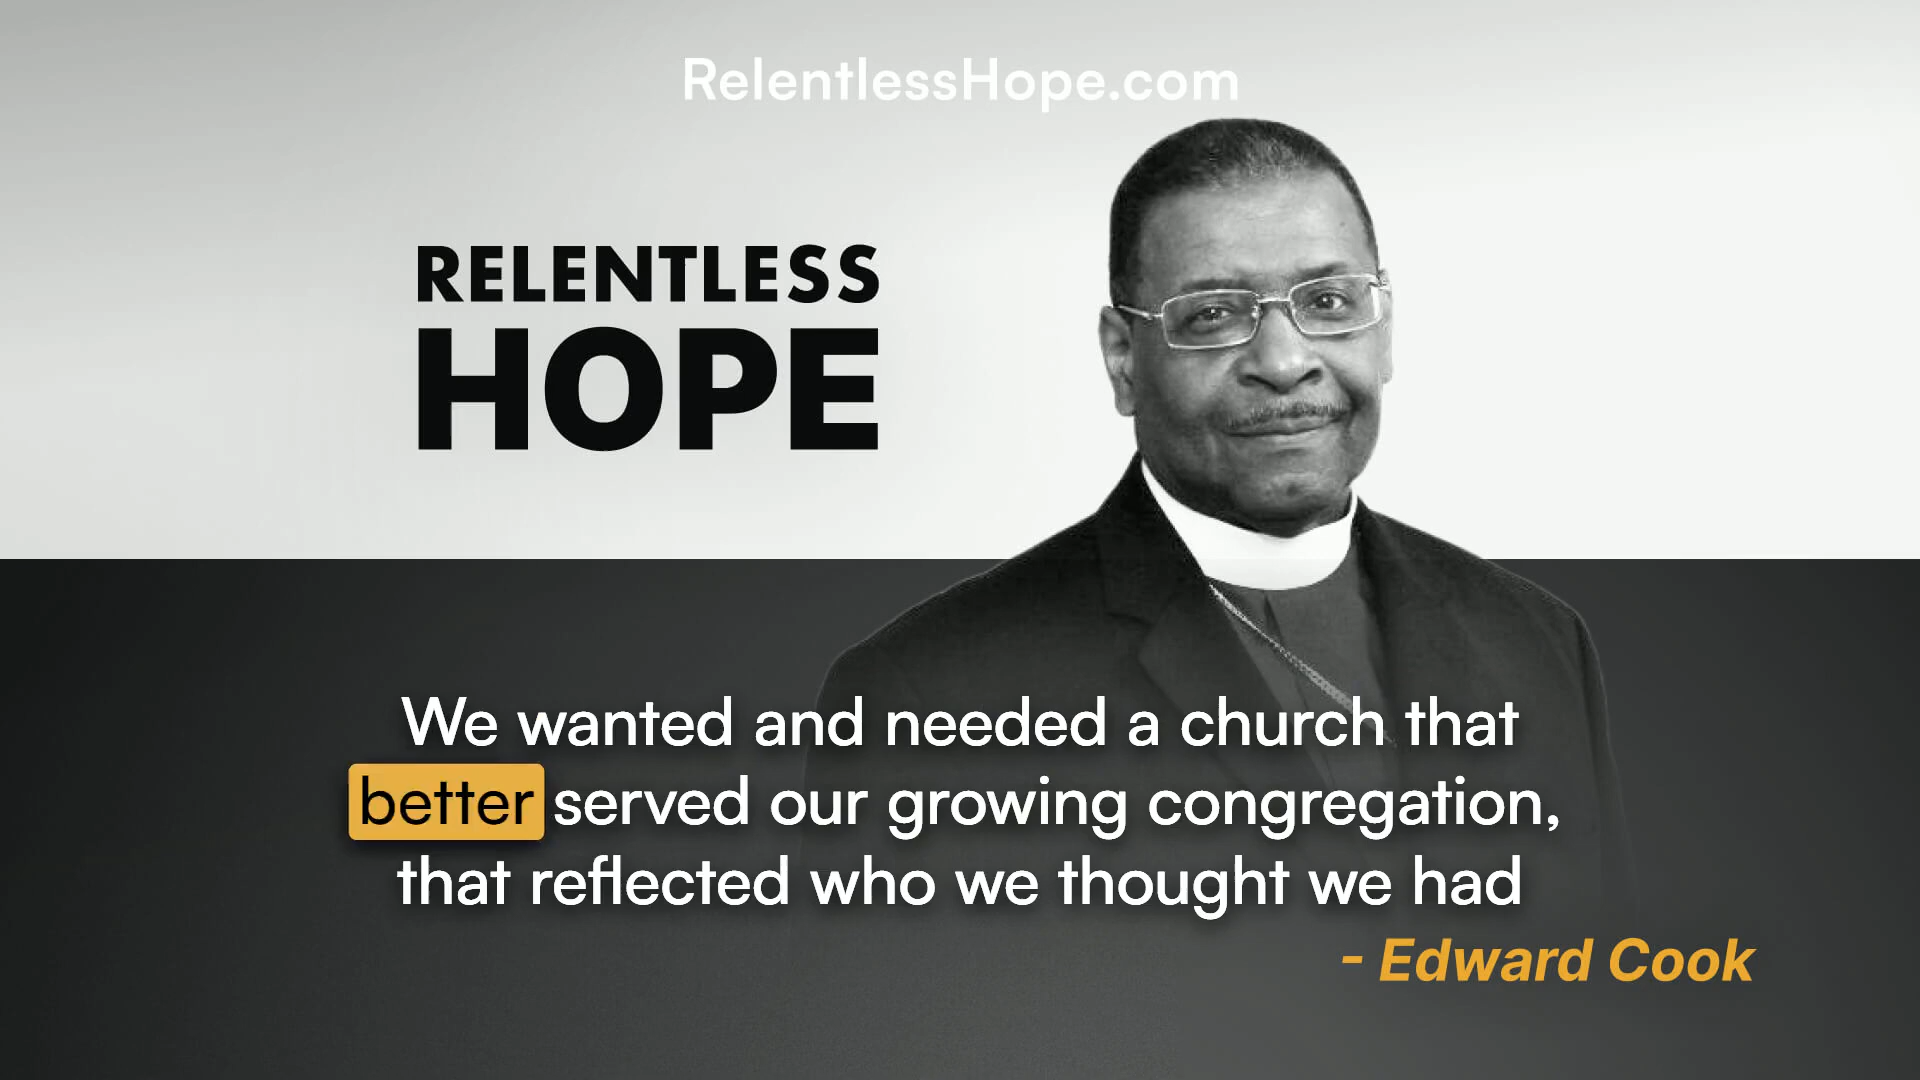 RelentlessHope.com
RELENTLESS
HOPE
We wanted and needed a church that
better served our growing congregation,
that reflected who we thought we had
- Edward Cook